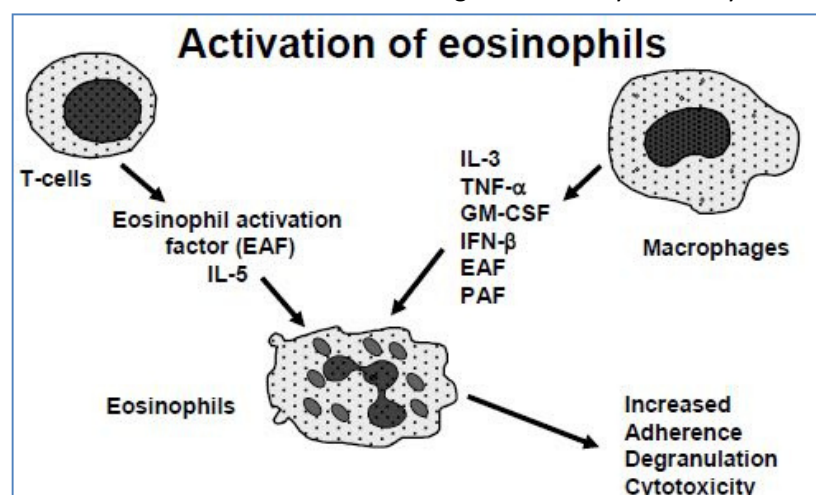 Activation of eosinophils
T-cells
Eosinophil activation
factor (EAF)
IL-5
IL-3
TNF-α
GM-CSF
IFN-β
EAF
PAF
Macrophages
Eosinophils
Increased
Adherence
Degranulation
Cytotoxicity